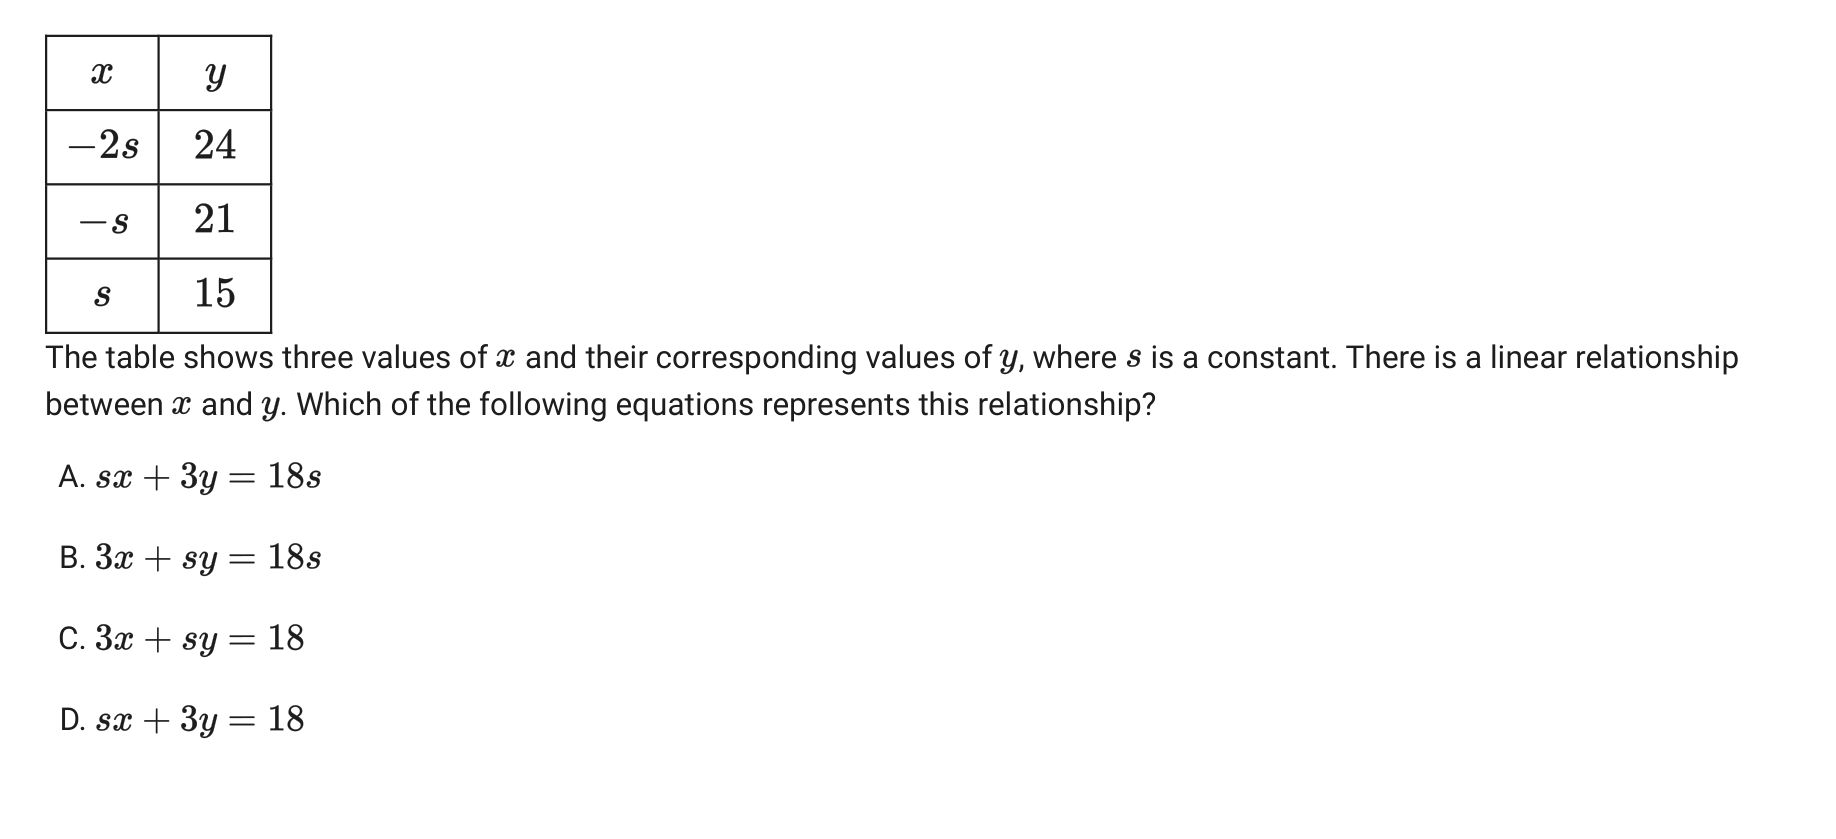 x y
−2s 24
−s 21
s 15
The table shows three values of x and their corresponding values of y, where s is a constant. There is a linear relationship
between x and y. Which of the following equations represents this relationship?
A. sx + 3y = 18s
B. 3x + sy = 18s
C. 3x + sy = 18
D. sx + 3y = 18